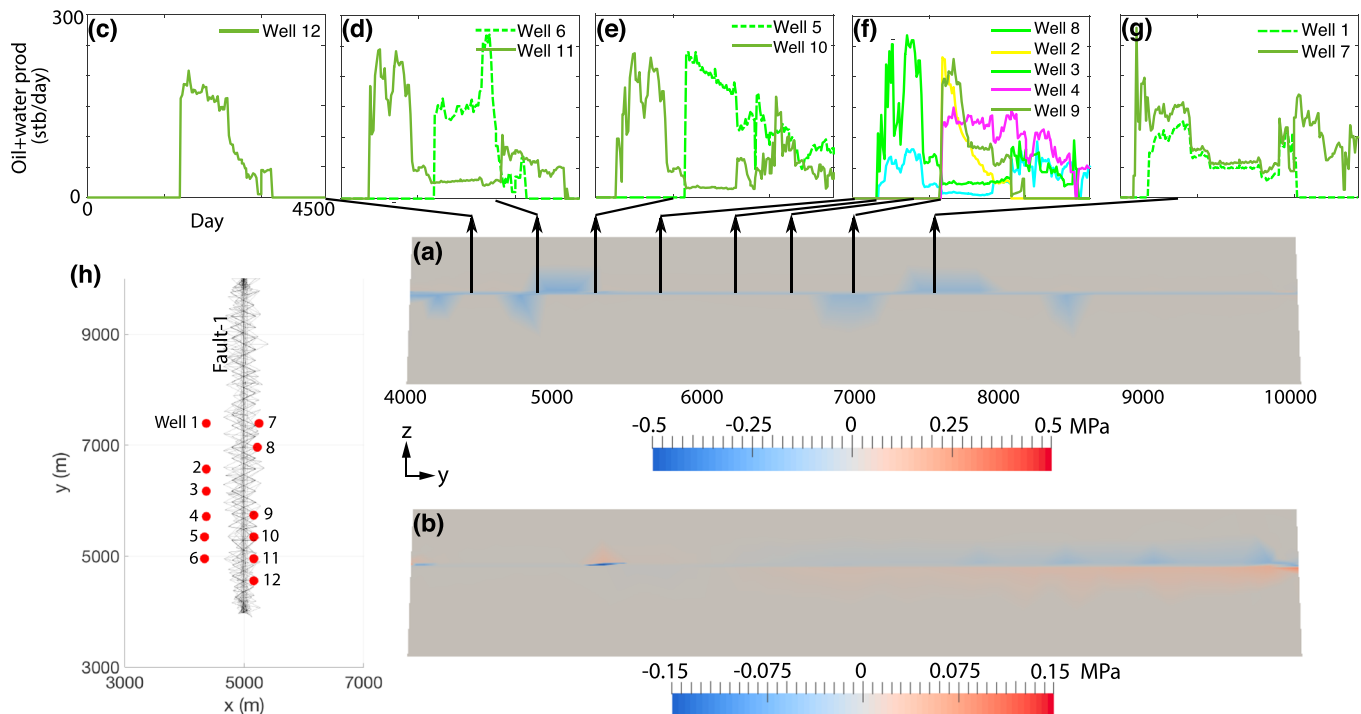 300
Oil+water prod
(stb/day)
0
(c)
Well 12
0
4500
Day
(d)
Well 6
Well 11
(e)
Well 5
Well 10
(f)
Well 8
Well 2
Well 3
Well 4
Well 9
(g)
Well 1
Well 7
(h)
Fault-1
9000
7000
5000
3000
y (m)
Well 1
2
3
4
5
6
7
8
9
10
11
12
3000
5000
7000
x (m)
(a)
4000
5000
6000
7000
8000
9000
10000
-0.5
-0.25
0
0.25
0.5
MPa
z
y
(b)
-0.15
-0.075
0
0.075
0.15
MPa